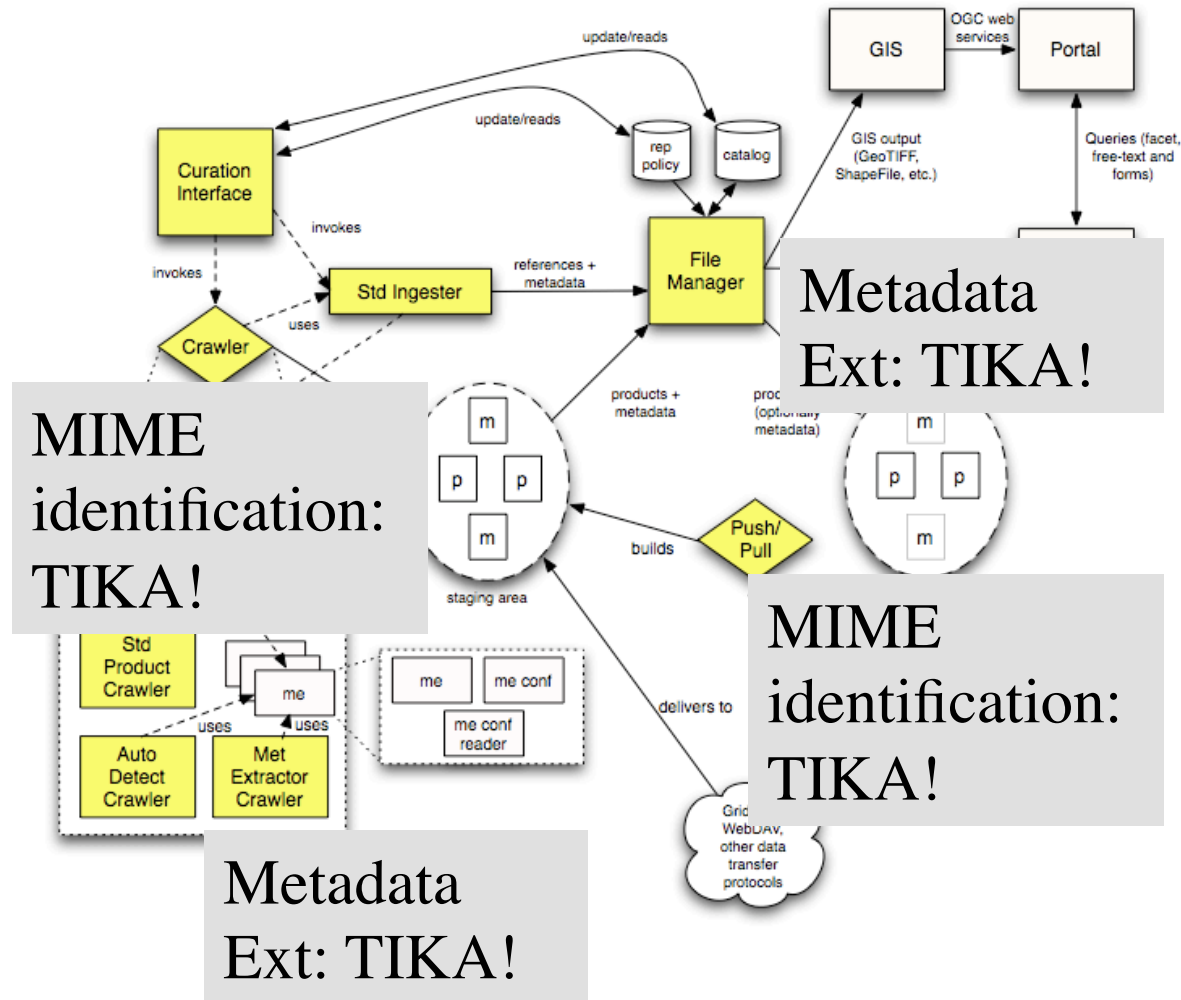 update/reads
OGC web
services
GIS
Portal
update/reads
rep
policy
catalog
GIS output
(GeoTIFF,
ShapeFile, etc.)
Queries (facet,
free-text and
forms)
Curation
Interface
invokes
invokes
references +
metadata
File
Manager
Std Ingester
uses
Crawler
Metadata
Ext: TIKA!
MIME
identification:
TIKA!
products +
metadata
(optionally
metadata)
m
p
p
m
staging area
m
p
p
m
builds
Push/
Pull
MIME
identification:
TIKA!
Std
Product
Crawler
me
uses
uses
me
me conf
me conf
reader
Auto
Detect
Crawler
Met
Extractor
Crawler
delivers to
WebDAV,
other data
transfer
protocols
Metadata
Ext: TIKA!